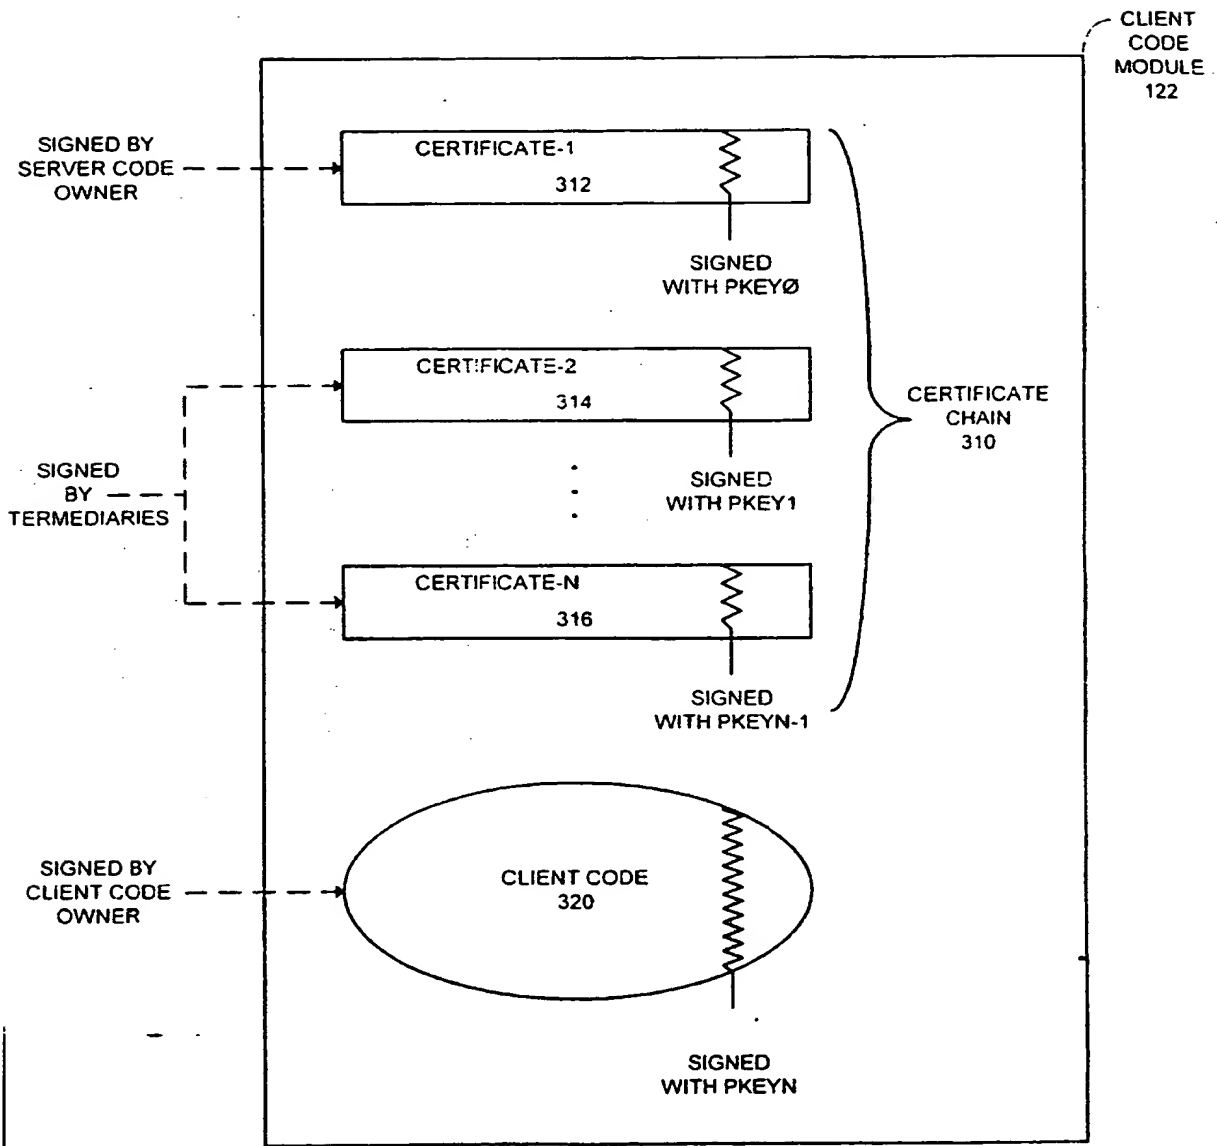 CLIENT
CODE
MODULE
122
SIGNED BY
SERVER CODE
OWNER
CERTIFICATE-1
312
SIGNED
WITH PKEYØ
CERTIFICATE-2
314
SIGNED
WITH PKEY1
CERTIFICATE
CHAIN
310
SIGNED
BY
TERMEDIARIES
CERTIFICATE-N
316
SIGNED
WITH PKEYN-1
SIGNED BY
CLIENT CODE
OWNER
CLIENT CODE
320
SIGNED
WITH PKEYN